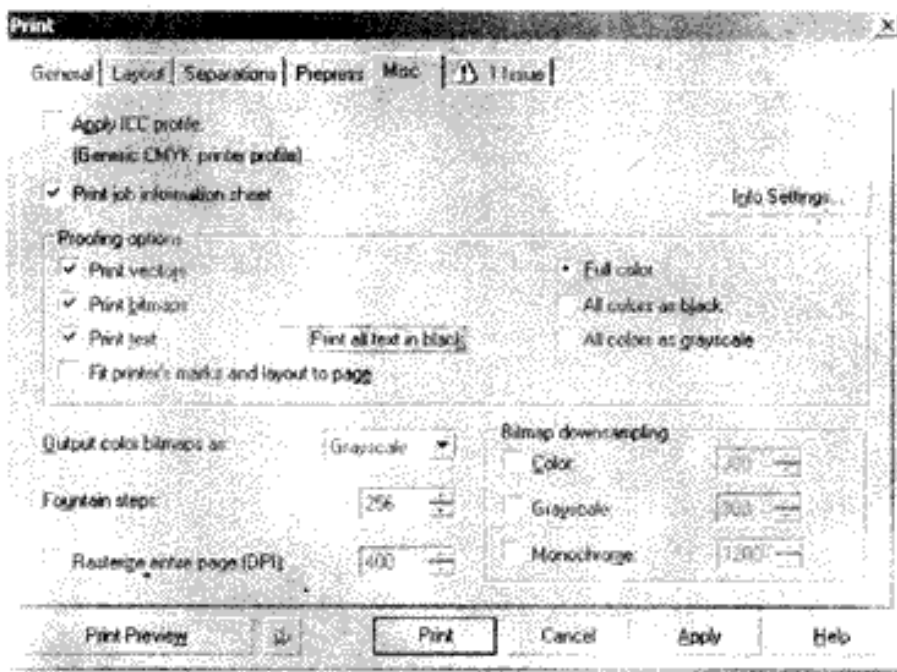 Print
General Layout Separations Prepress Misc 1 Issue
Apply ICC profile
(Generic CMYK printer profile)
Print job information sheet
Info Settings...
Proofing options
Print vectors
Full color
Print bitmaps
All colors as black
Print text
Print all text in black
All colors as grayscale
Fit printer's marks and layout to page
Output color bitmaps as:
Grayscale
Bitmap downsampling
Color:
Fountain steps:
256
Grayscale:
Rasterize entire page (DPI):
400
Monochrome:
Print Preview
Print
Cancel
Apply
Help